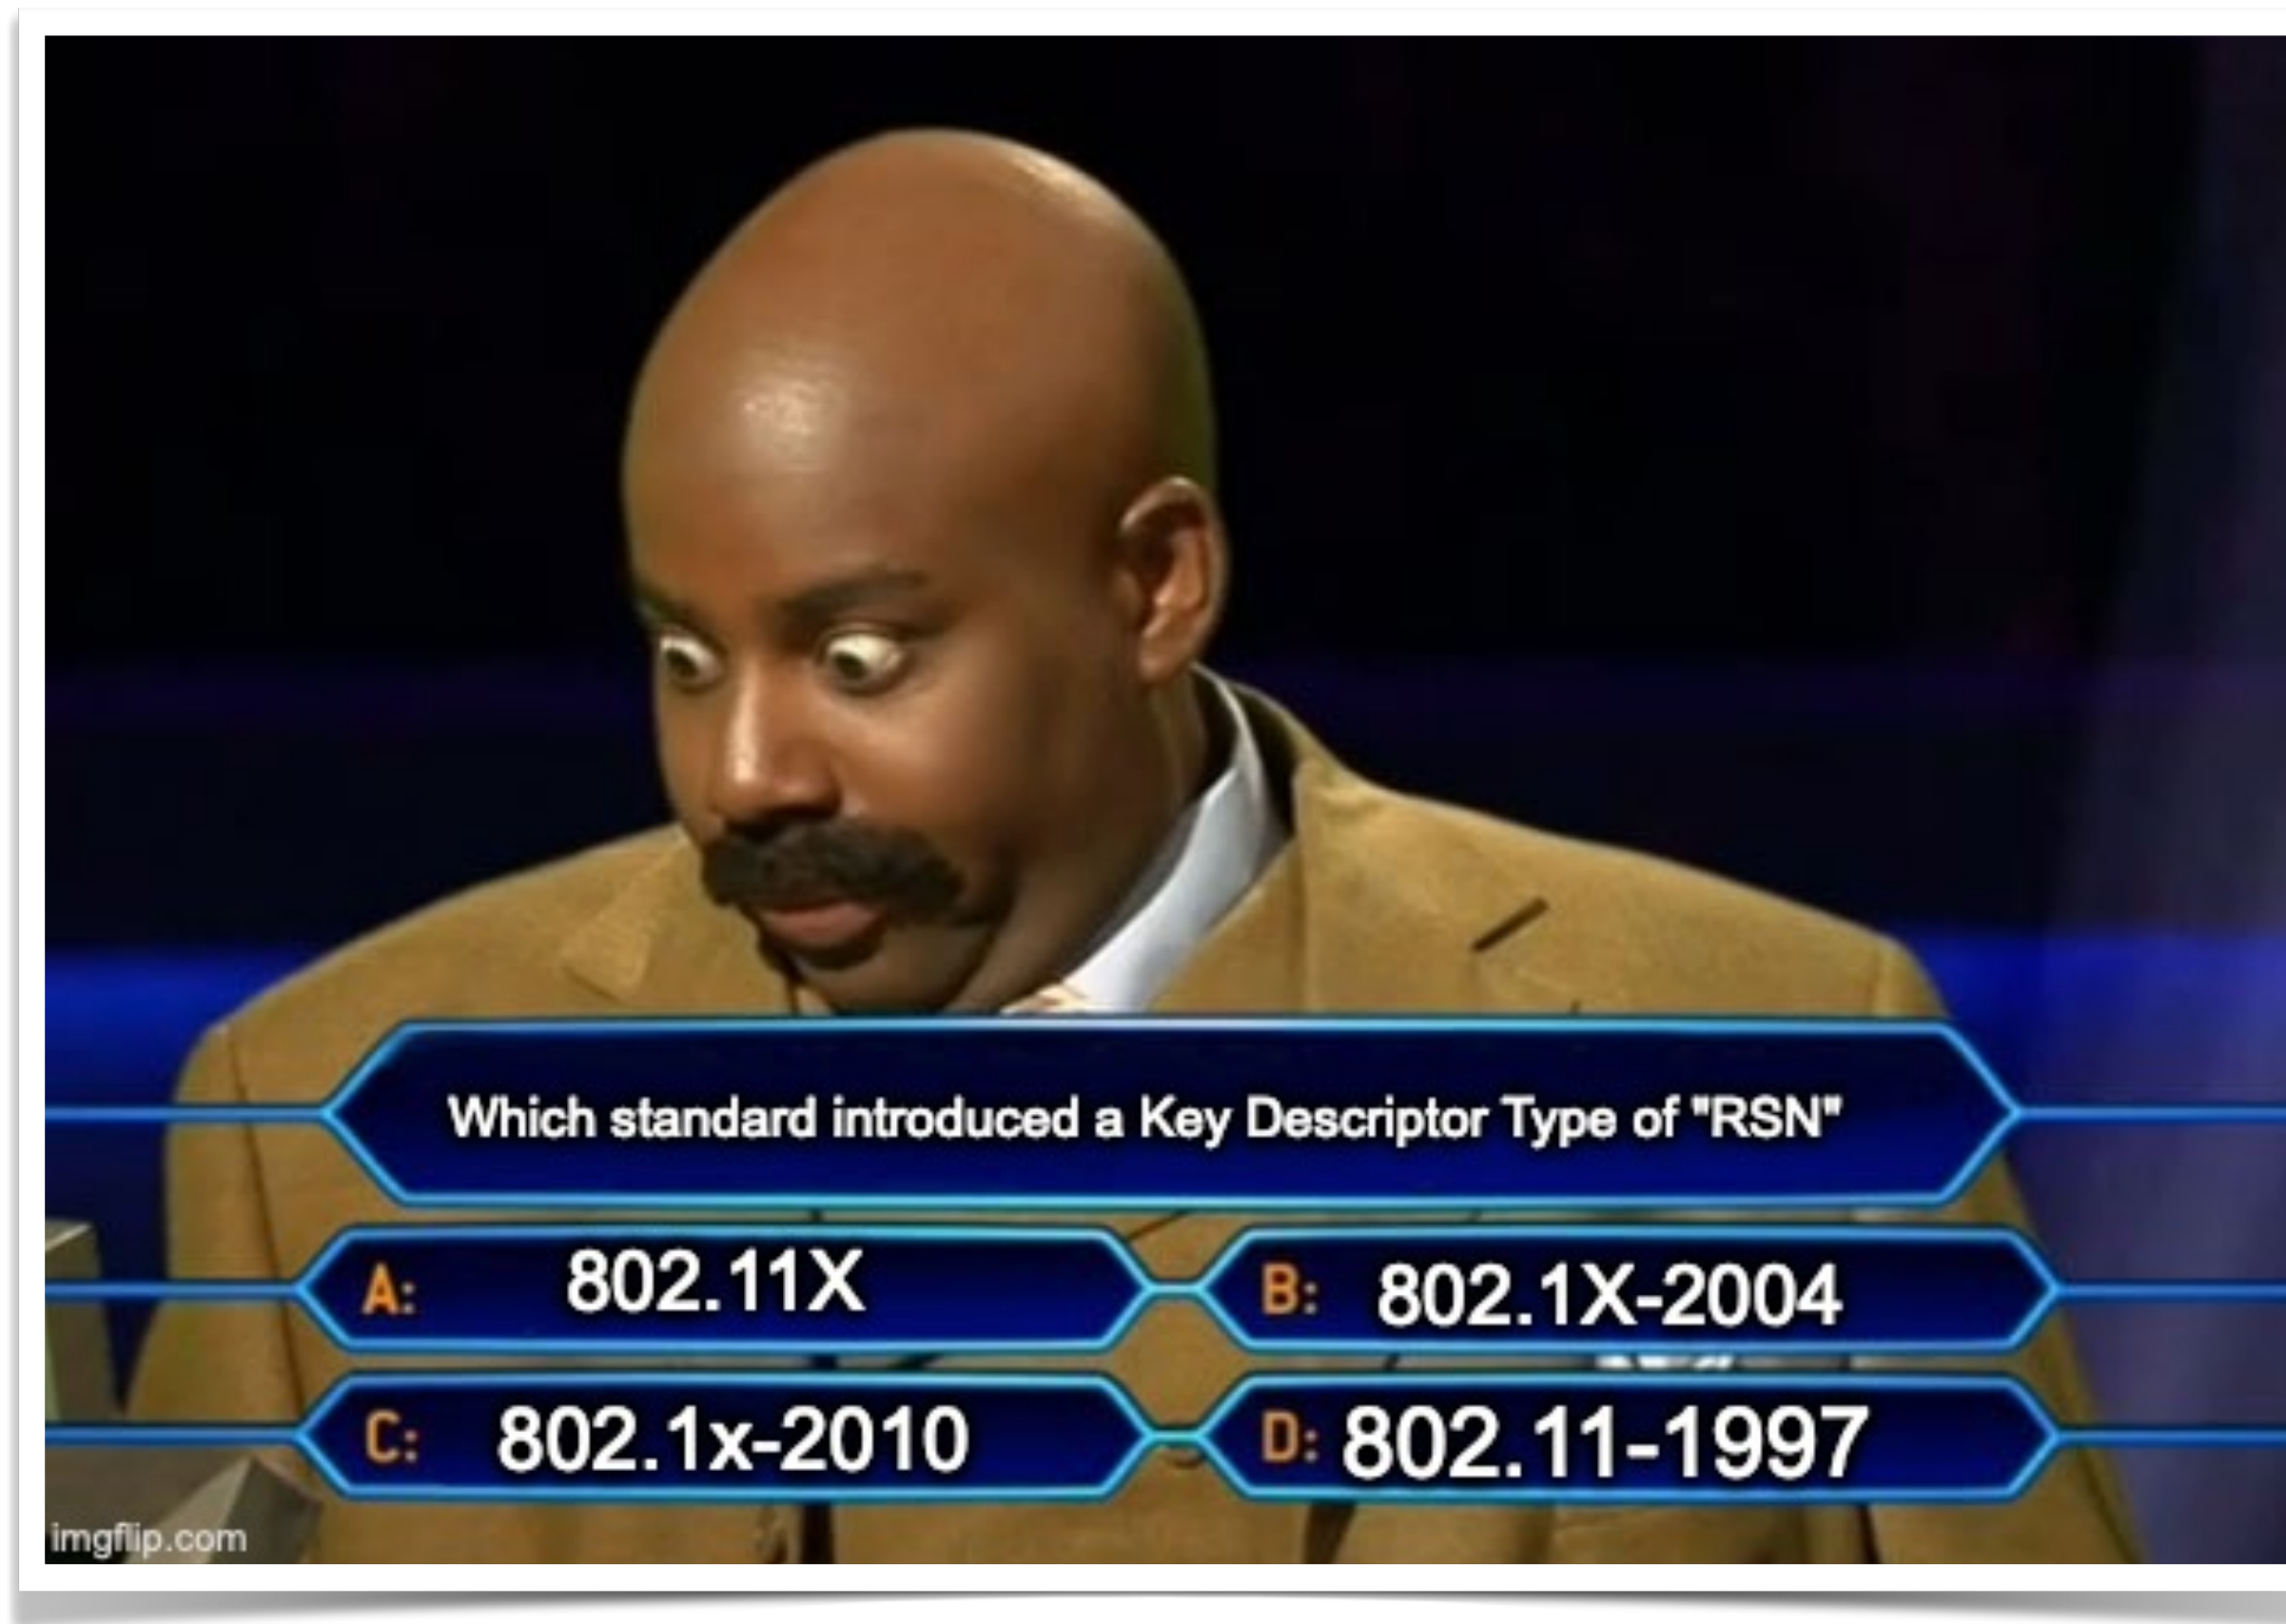 Which standard introduced a Key Descriptor Type of "RSN"
A: 802.11X
B: 802.1X-2004
C: 802.1x-2010
D: 802.11-1997
imgflip.com